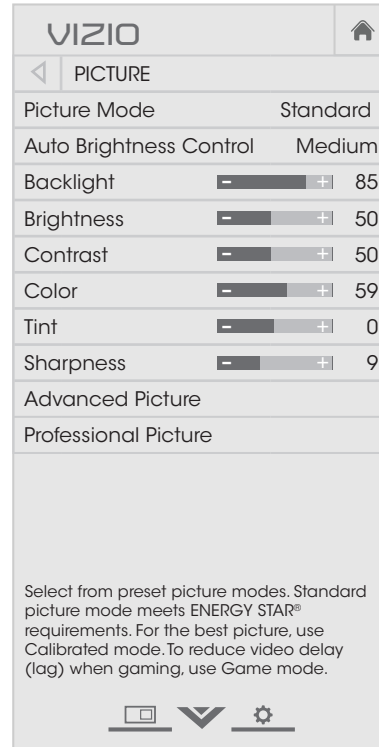 VIZIO
PICTURE
Picture Mode Standard
Auto Brightness Control Medium
Backlight - + 85
Brightness - + 50
Contrast - + 50
Color - + 59
Tint - + 0
Sharpness - + 9
Advanced Picture
Professional Picture
Select from preset picture modes. Standard
picture mode meets ENERGY STAR®
requirements. For the best picture, use
Calibrated mode. To reduce video delay
(lag) when gaming, use Game mode.